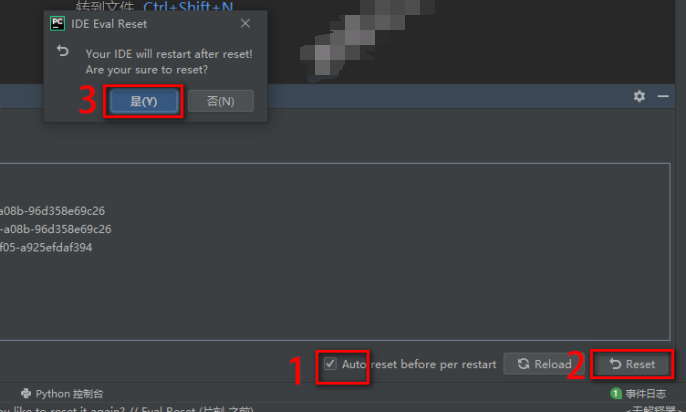 转到文件 Ctrl+Shift+N
PC IDE Eval Reset
Your IDE will restart after reset!
Are your sure to reset?
3 是(Y) 否(N)
a08b-96d358e69c26
-a08b-96d358e69c26
f05-a925efdaf394
1 Auto reset before per restart Reload 2 Reset
Python 控制台 1 事件日志
ou like to reset it again? // Eval Reset (片刻 之前) <无解释器>